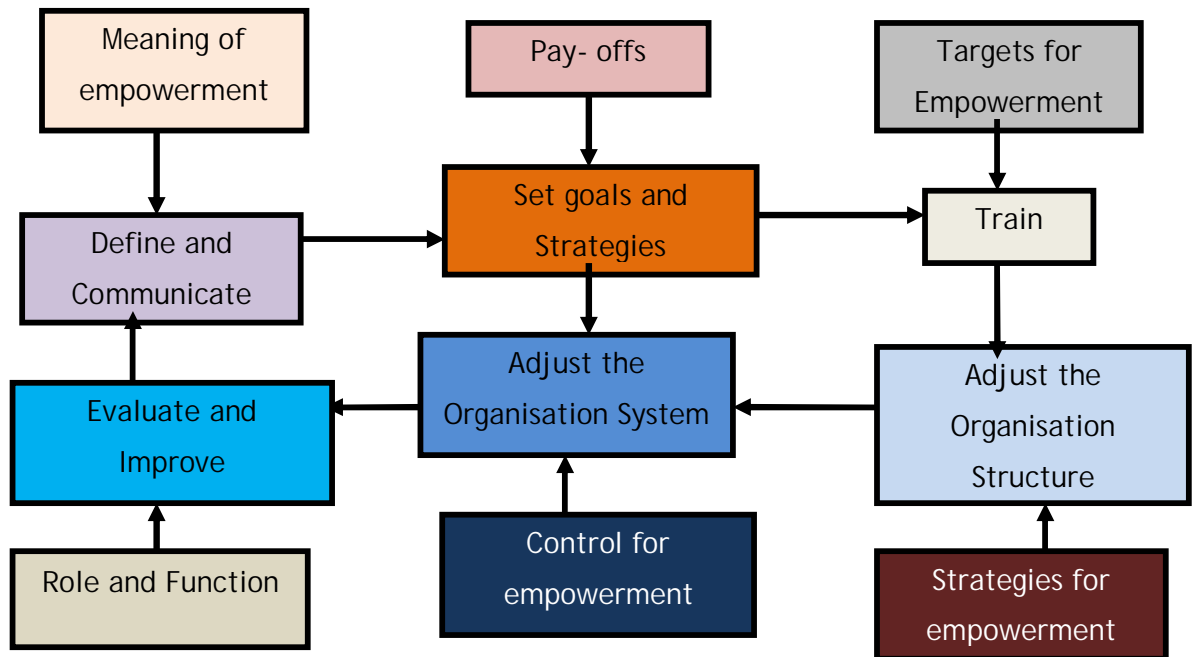 Meaning of
empowerment
Pay- offs
Targets for
Empowerment
Set goals and
Strategies
Train
Define and
Communicate
Adjust the
Organisation System
Adjust the
Organisation
Structure
Evaluate and
Improve
Control for
empowerment
Role and Function
Strategies for
empowerment